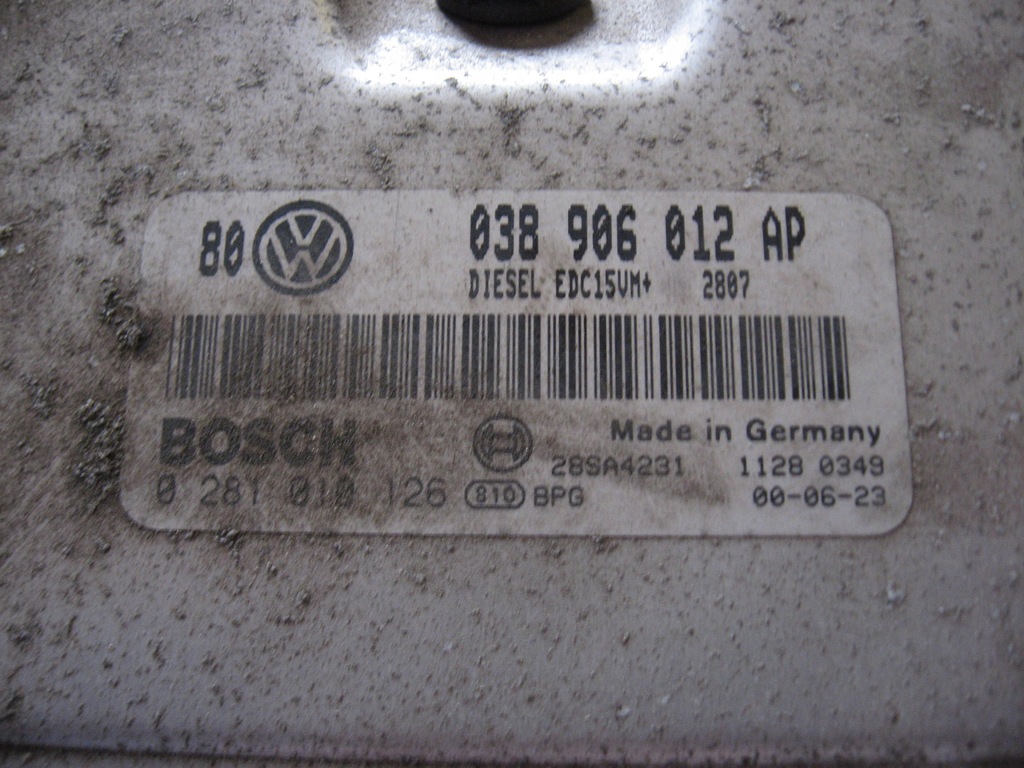 80 VW 038 906 012 AP
DIESEL EDC15VM+ 2807
BOSCH Made in Germany
28SA4231 1128 0349
0 281 010 126 810 BPG 00-06-23